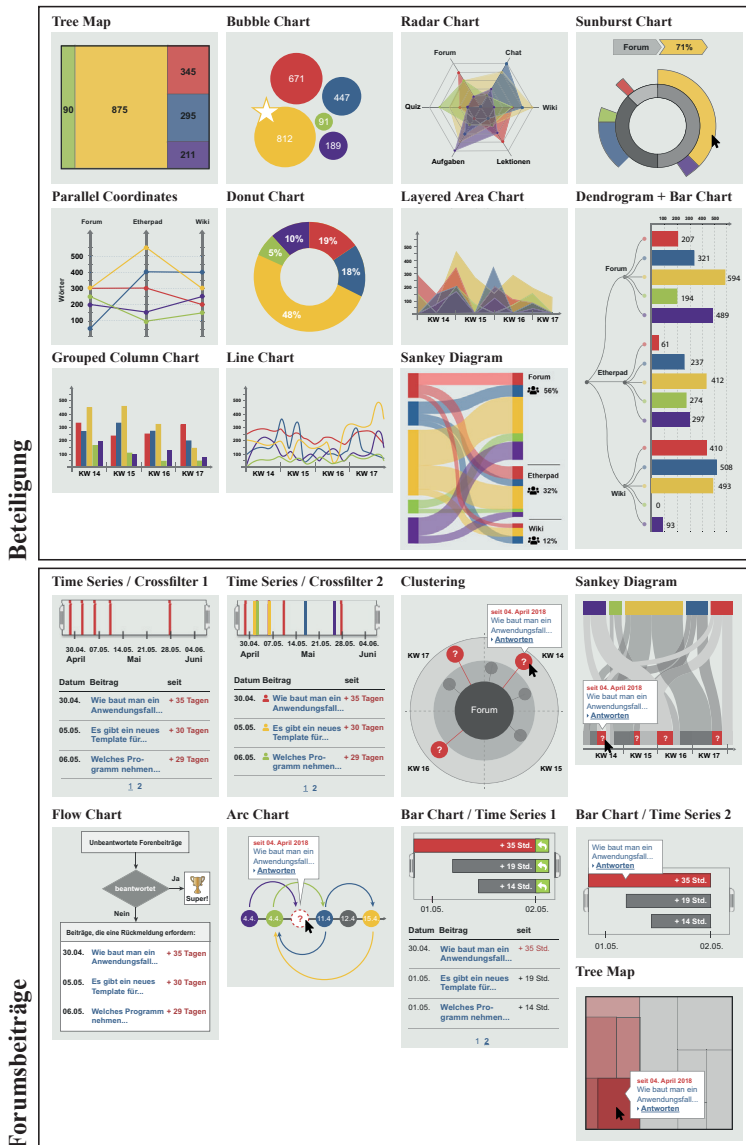 Beteiligung
Tree Map
90
875
345
295
211
Bubble Chart
671
447
91
812
189
Radar Chart
Forum
Chat
Quiz
Wiki
Aufgaben
Lektionen
Sunburst Chart
Forum
71%
Parallel Coordinates
Forum
Etherpad
Wiki
Wörter
500
400
300
200
100
Donut Chart
10%
19%
5%
18%
48%
Layered Area Chart
500
400
300
200
100
KW 14
KW 15
KW 16
KW 17
Dendrogram + Bar Chart
100 200 300 400 500
Forum
207
321
594
194
489
Etherpad
61
237
412
274
297
Wiki
410
508
493
0
93
Grouped Column Chart
500
400
300
200
100
KW 14
KW 15
KW 16
KW 17
Line Chart
500
400
300
200
100
KW 14
KW 15
KW 16
KW 17
Sankey Diagram
Forum
56%
Etherpad
32%
Wiki
12%
Forumsbeiträge
Time Series / Crossfilter 1
30.04. 07.05. 14.05. 21.05. 28.05. 04.06.
April Mai Juni
Datum Beitrag seit
30.04. Wie baut man ein + 35 Tagen
Anwendungsfall...
05.05. Es gibt ein neues + 30 Tagen
Template für...
06.05. Welches Pro- + 29 Tagen
gramm nehmen...
1 2
Time Series / Crossfilter 2
30.04. 07.05. 14.05. 21.05. 28.05. 04.06.
April Mai Juni
Datum Beitrag seit
30.04. Wie baut man ein + 35 Tagen
Anwendungsfall...
05.05. Es gibt ein neues + 30 Tagen
Template für...
06.05. Welches Pro- + 29 Tagen
gramm nehmen...
1 2
Clustering
seit 04. April 2018
Wie baut man ein
Anwendungsfall...
Antworten
KW 17
KW 14
?
?
?
Forum
KW 16
KW 15
Sankey Diagram
seit 04. April 2018
Wie baut man ein
Anwendungsfall...
Antworten
? ? ? ?
KW 14
KW 15
KW 16
KW 17
Flow Chart
Unbeantwortete Forenbeiträge
beantwortet
Ja
Super!
Nein
Beiträge, die eine Rückmeldung erfordern:
30.04. Wie baut man ein + 35 Tagen
Anwendungsfall...
05.05. Es gibt ein neues + 30 Tagen
Template für...
06.05. Welches Programm + 29 Tagen
nehmen...
Arc Chart
seit 04. April 2018
Wie baut man ein
Anwendungsfall...
Antworten
4.4. 4.4. ? 11.4 12.4. 15.4.
Bar Chart / Time Series 1
+ 35 Std.
+ 19 Std.
+ 14 Std.
01.05. 02.05.
Datum Beitrag seit
30.04. Wie baut man ein + 35 Std.
Anwendungsfall...
01.05. Es gibt ein neues + 19 Std.
Template für...
01.05. Welches Pro- + 14 Std.
gramm nehmen...
1 2
Bar Chart / Time Series 2
Wie baut man ein
Anwendungsfall...
Antworten
+ 35 Std.
+ 19 Std.
+ 14 Std.
01.05. 02.05.
Tree Map
seit 04. April 2018
Wie baut man ein
Anwendungsfall...
Antworten